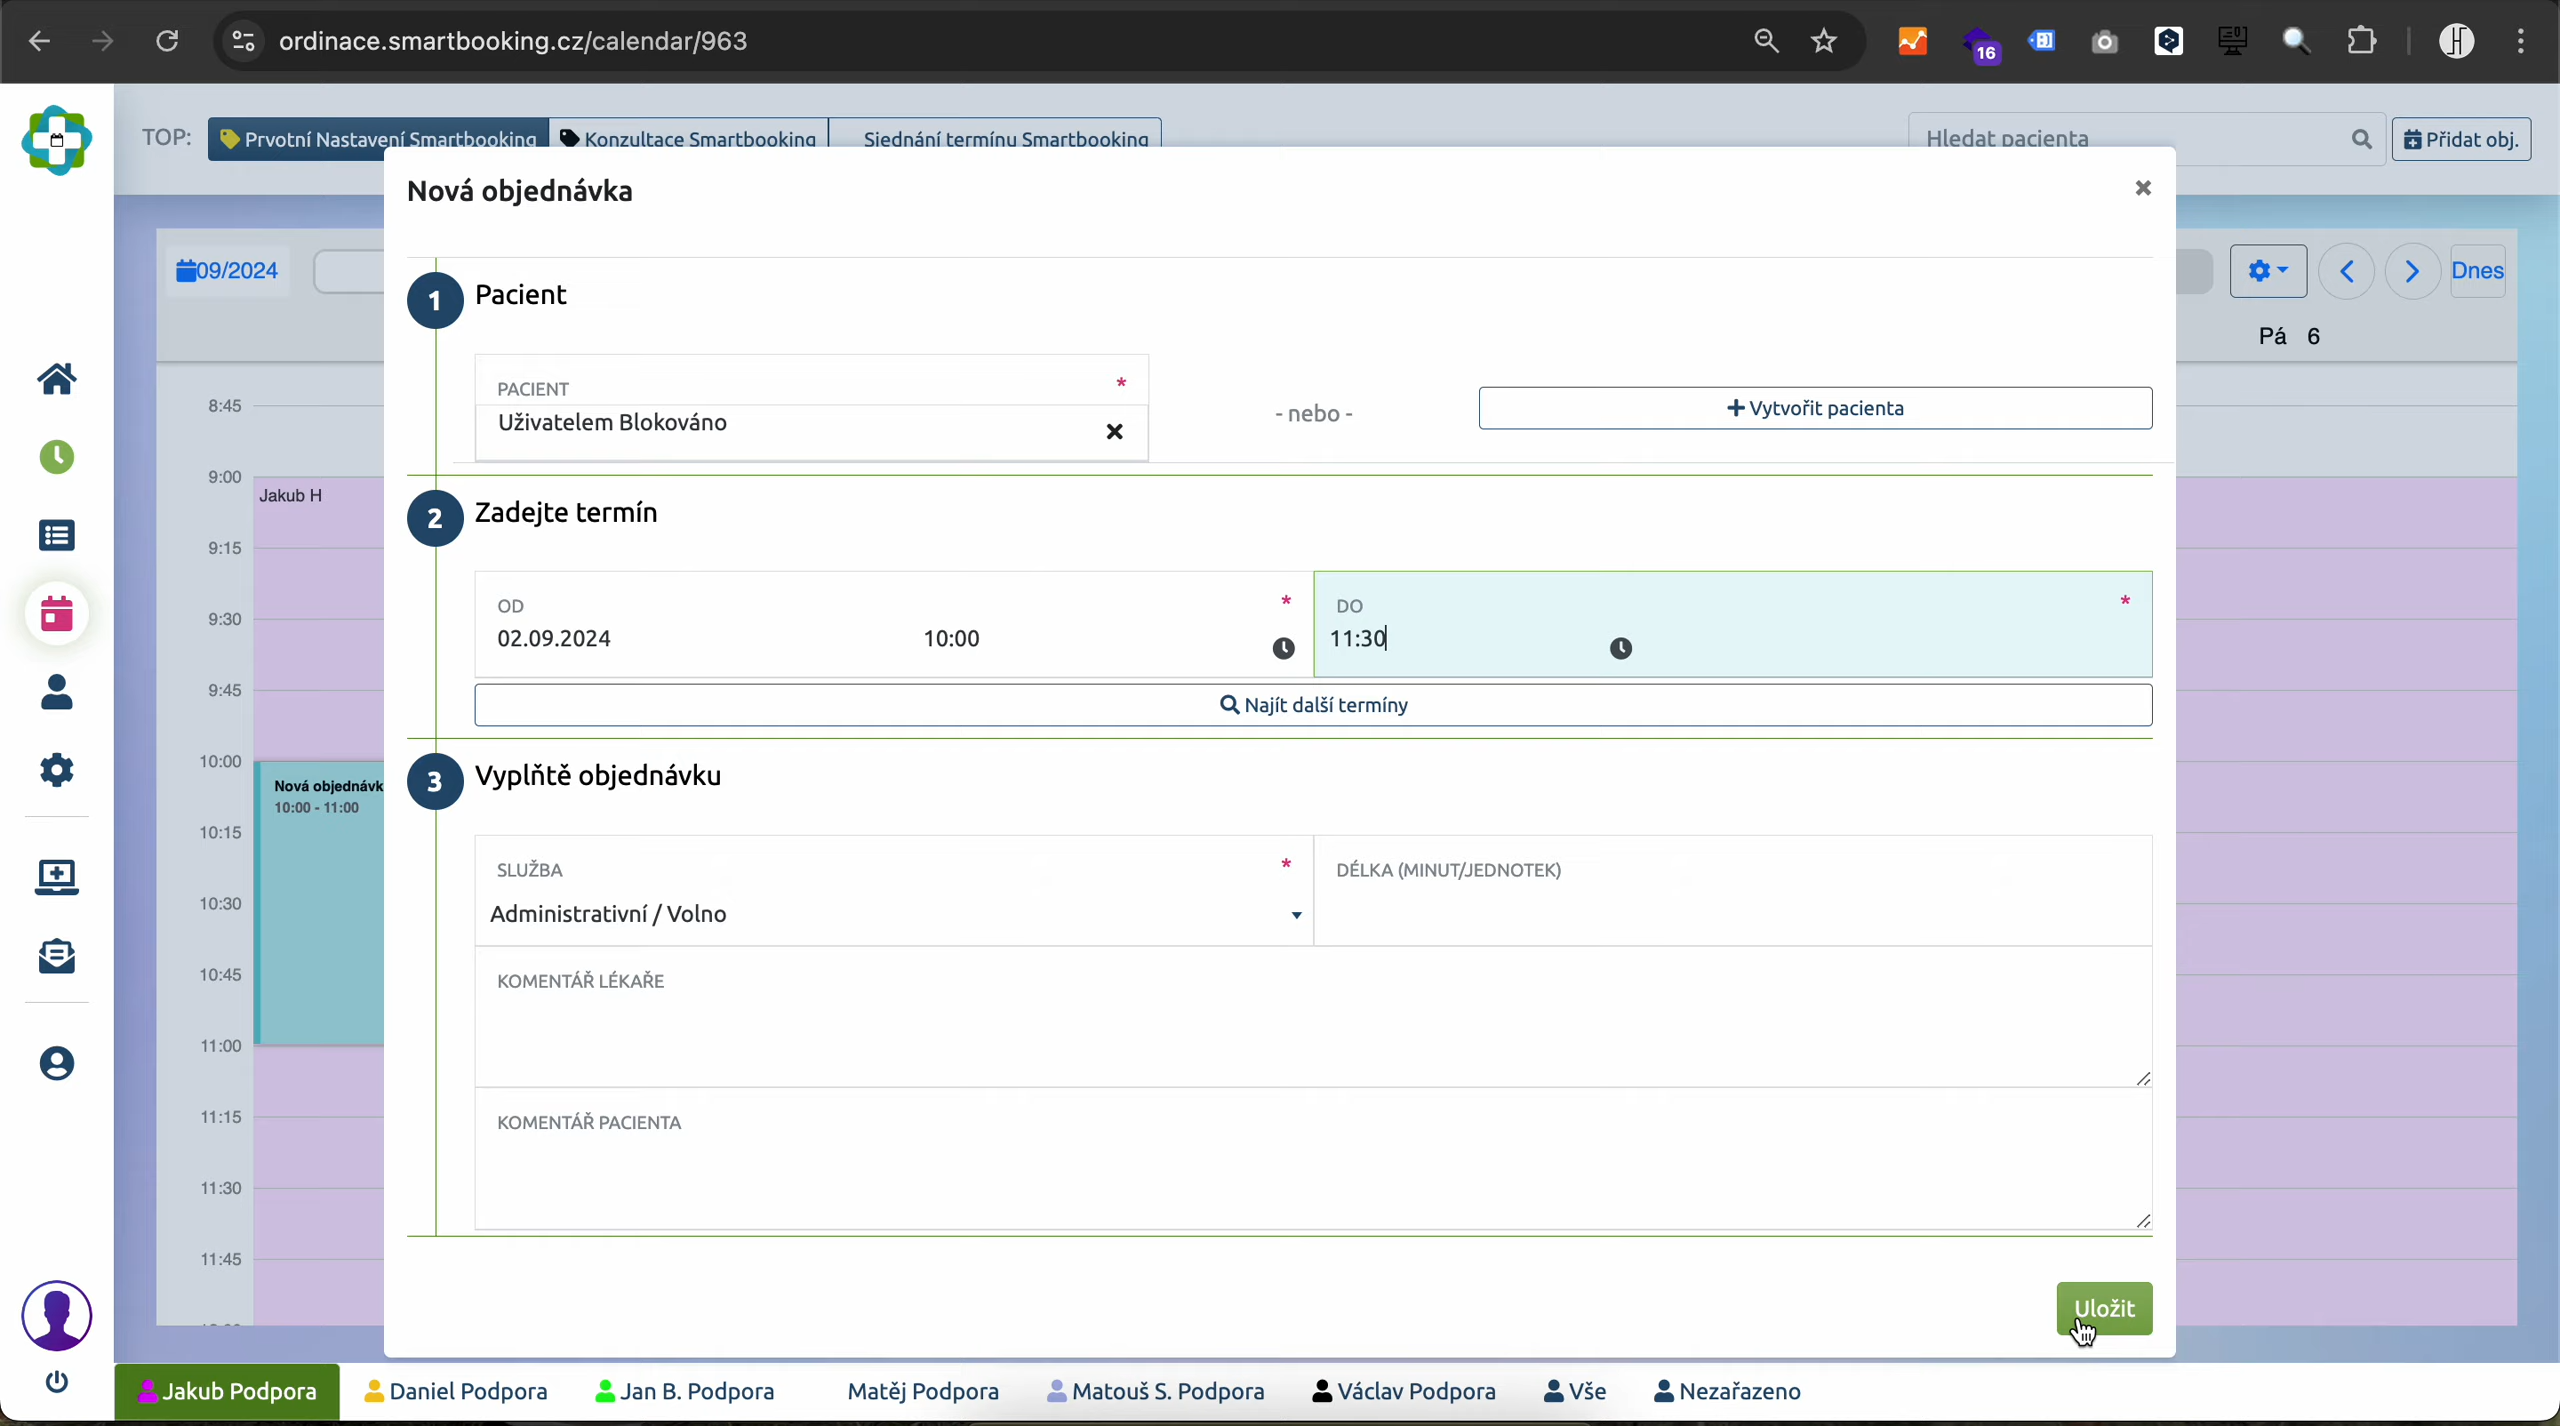 ordinace.smartbooking.cz/calendar/963
16
TOP:
Prvotní Nastavení Smartbooking
Konzultace Smartbooking
Sjednání termínu Smartbooking
Hledat pacienta
Přidat obj.
Nová objednávka
09/2024
Dnes
Pá 6
1
Pacient
PACIENT *
Uživatelem Blokováno
- nebo -
Vytvořit pacienta
2
Zadejte termín
OD *
02.09.2024
10:00
DO *
11:30
Najít další termíny
3
Vyplňtě objednávku
SLUŽBA *
Administrativní / Volno
DÉLKA (MINUT/JEDNOTEK)
KOMENTÁŘ LÉKAŘE
KOMENTÁŘ PACIENTA
Uložit
8:45
9:00
Jakub H
9:15
9:30
9:45
10:00
Nová objednávk
10:00 - 11:00
10:15
10:30
10:45
11:00
11:15
11:30
11:45
Jakub Podpora
Daniel Podpora
Jan B. Podpora
Matěj Podpora
Matouš S. Podpora
Václav Podpora
Vše
Nezařazeno